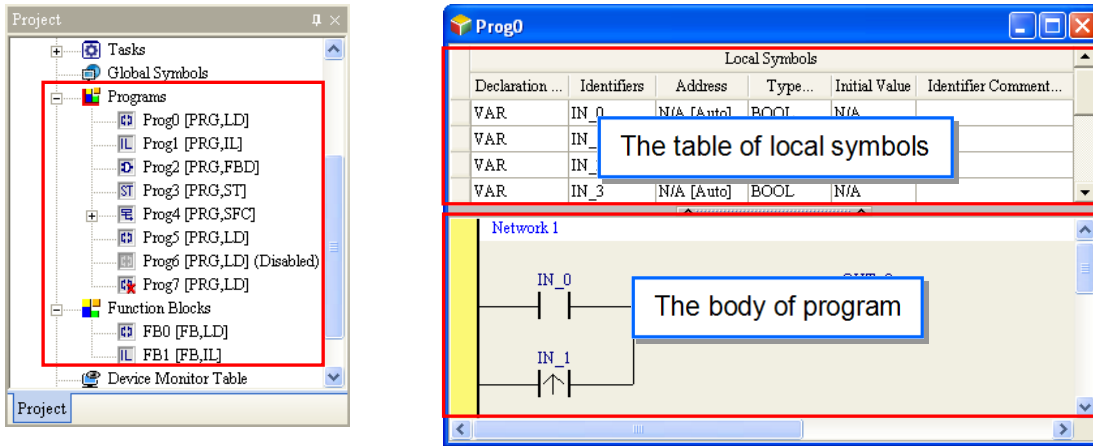 Project
Tasks
Global Symbols
Programs
Prog0 [PRG,LD]
Prog1 [PRG,IL]
Prog2 [PRG,FBD]
Prog3 [PRG,ST]
Prog4 [PRG,SFC]
Prog5 [PRG,LD]
Prog6 [PRG,LD] (Disabled)
Prog7 [PRG,LD]
Function Blocks
FB0 [FB,LD]
FB1 [FB,IL]
Device Monitor Table
Project
Prog0
Local Symbols
Declaration ... Identifiers Address Type... Initial Value Identifier Comment...
VAR IN_0 N/A [Auto] BOOL N/A
VAR IN_
VAR IN_
VAR IN_3 N/A [Auto] BOOL N/A
The table of local symbols
Network 1
IN_0
The body of program
IN_1